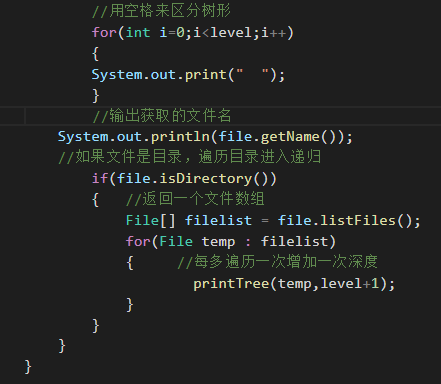 //用空格来区分树形
for(int i=0;i<level;i++)
{
System.out.print("  ");
}
//输出获取的文件名
System.out.println(file.getName());
//如果文件是目录，遍历目录进入递归
if(file.isDirectory())
{   //返回一个文件数组
File[] filelist = file.listFiles();
for(File temp : filelist)
{     //每多遍历一次增加一次深度
printTree(temp,level+1);
}
}
}
}